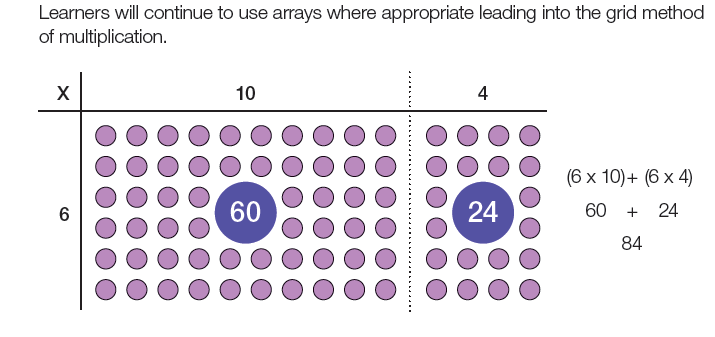 Learners will continue to use arrays where appropriate leading into the grid method
of multiplication.
X 10 4
6 60 24
(6 x 10)+ (6 x 4)
60 + 24
84